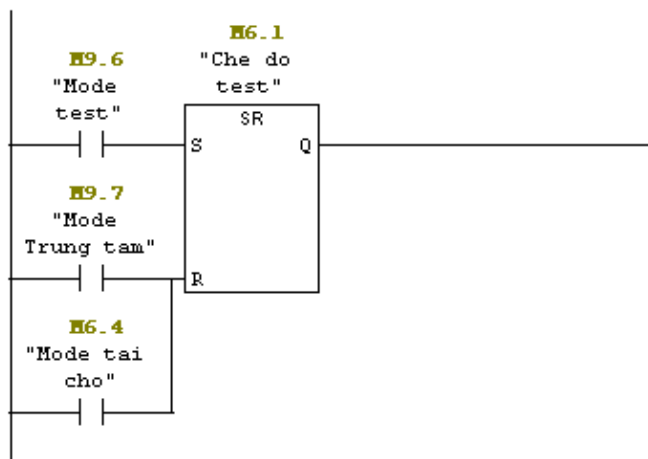 M6.1
"Che do
test"
M9.6
"Mode
test"
SR
S
Q
M9.7
"Mode
Trung tam"
R
M6.4
"Mode tai
cho"